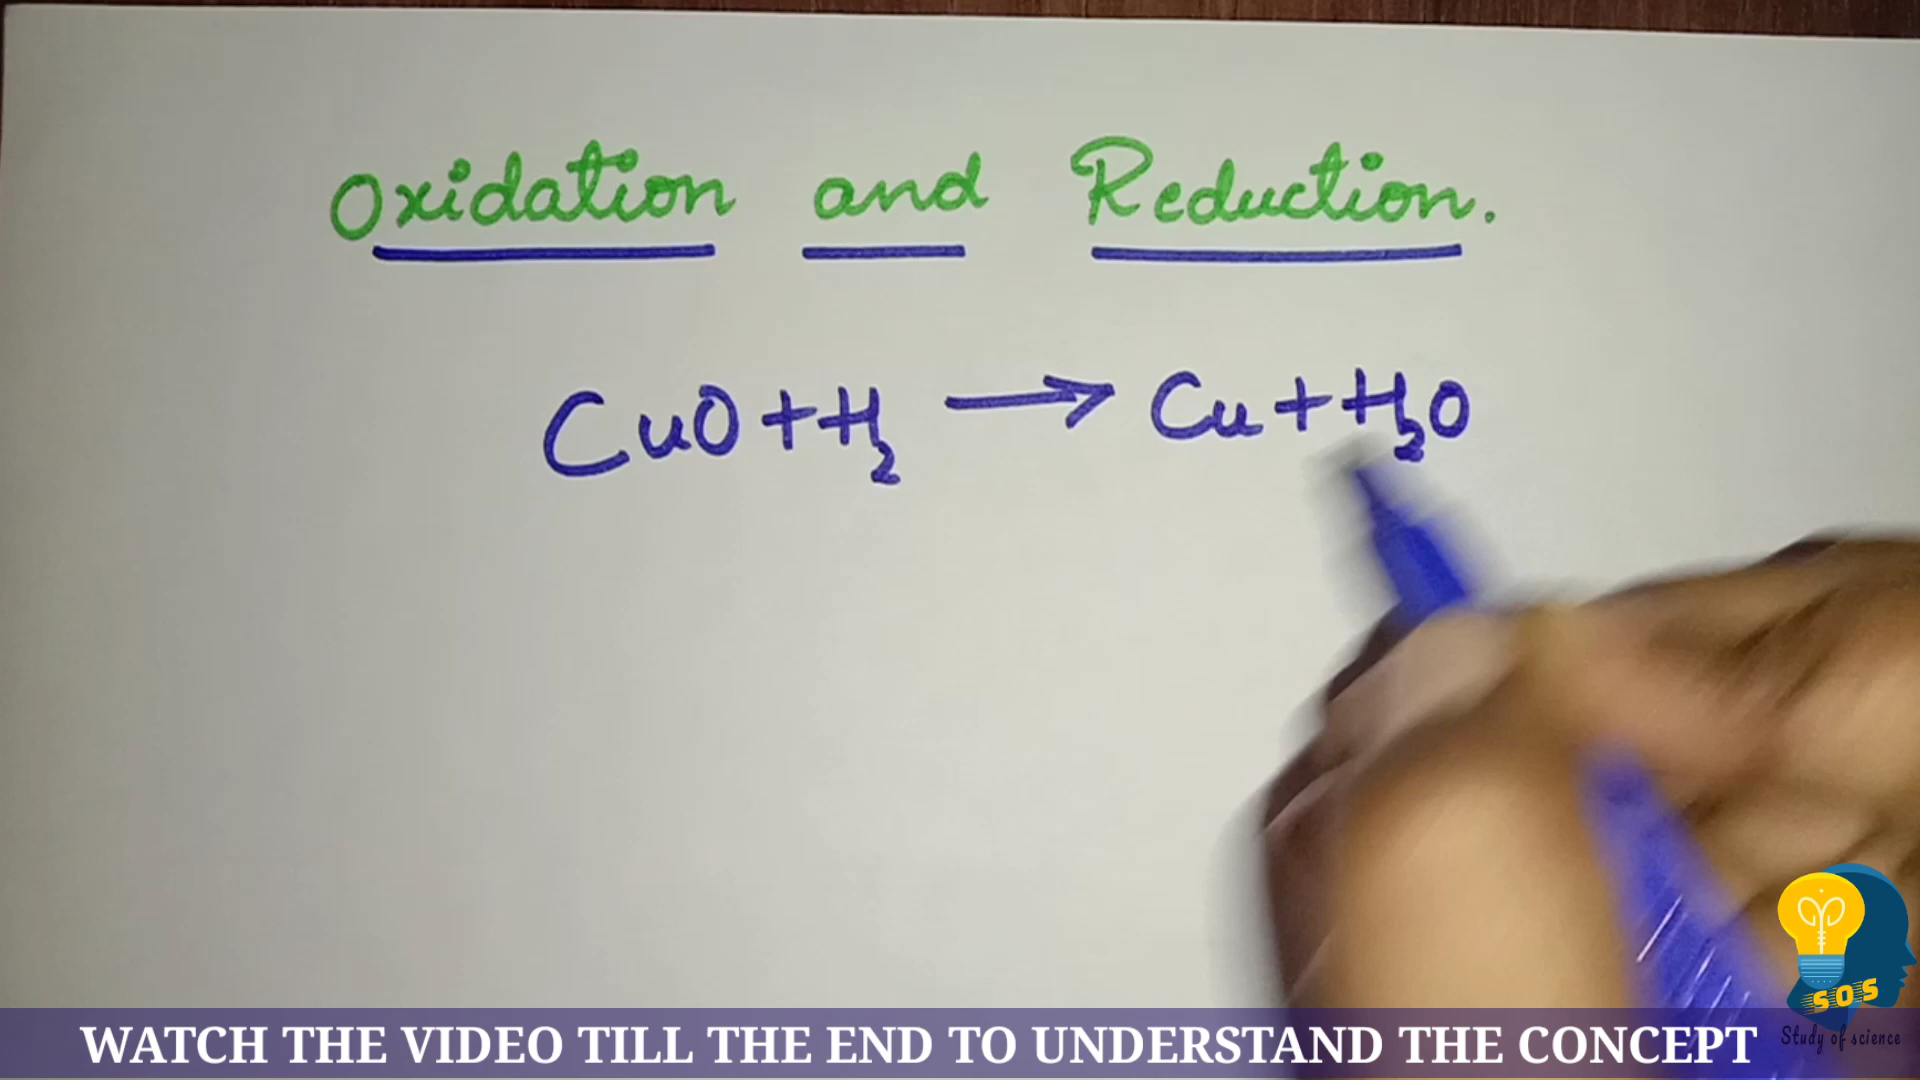 Oxidation and Reduction.
CuO + H₂ → Cu + H₂O
SOS
Study of science
WATCH THE VIDEO TILL THE END TO UNDERSTAND THE CONCEPT